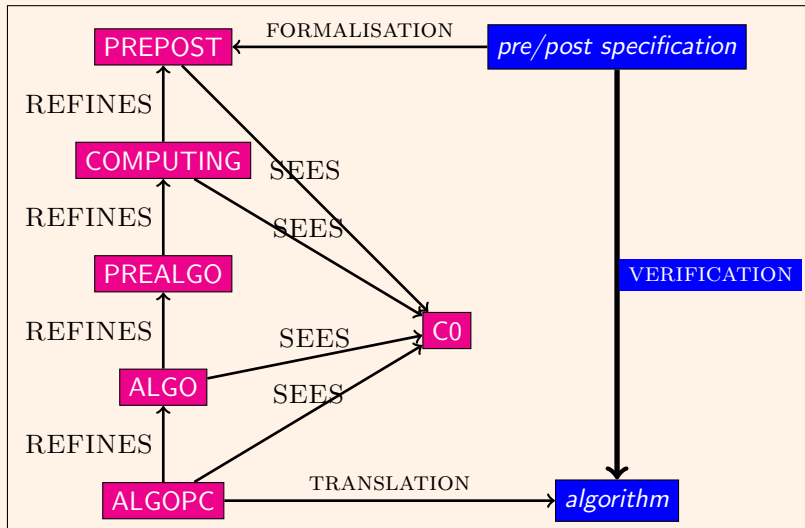 FORMALISATION
PREPOST
pre/post specification
REFINES
COMPUTING
SEES
REFINES
SEES
PREALGO
VERIFICATION
REFINES
SEES
C0
ALGO
SEES
REFINES
TRANSLATION
ALGOPC
algorithm